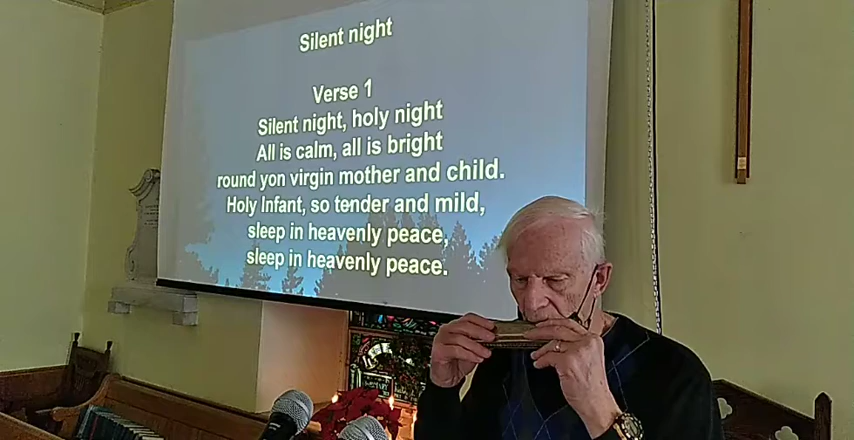 Silent night
Verse 1
Silent night, holy night
All is calm, all is bright
round yon virgin mother and child.
Holy Infant, so tender and mild,
sleep in heavenly peace,
sleep in heavenly peace.